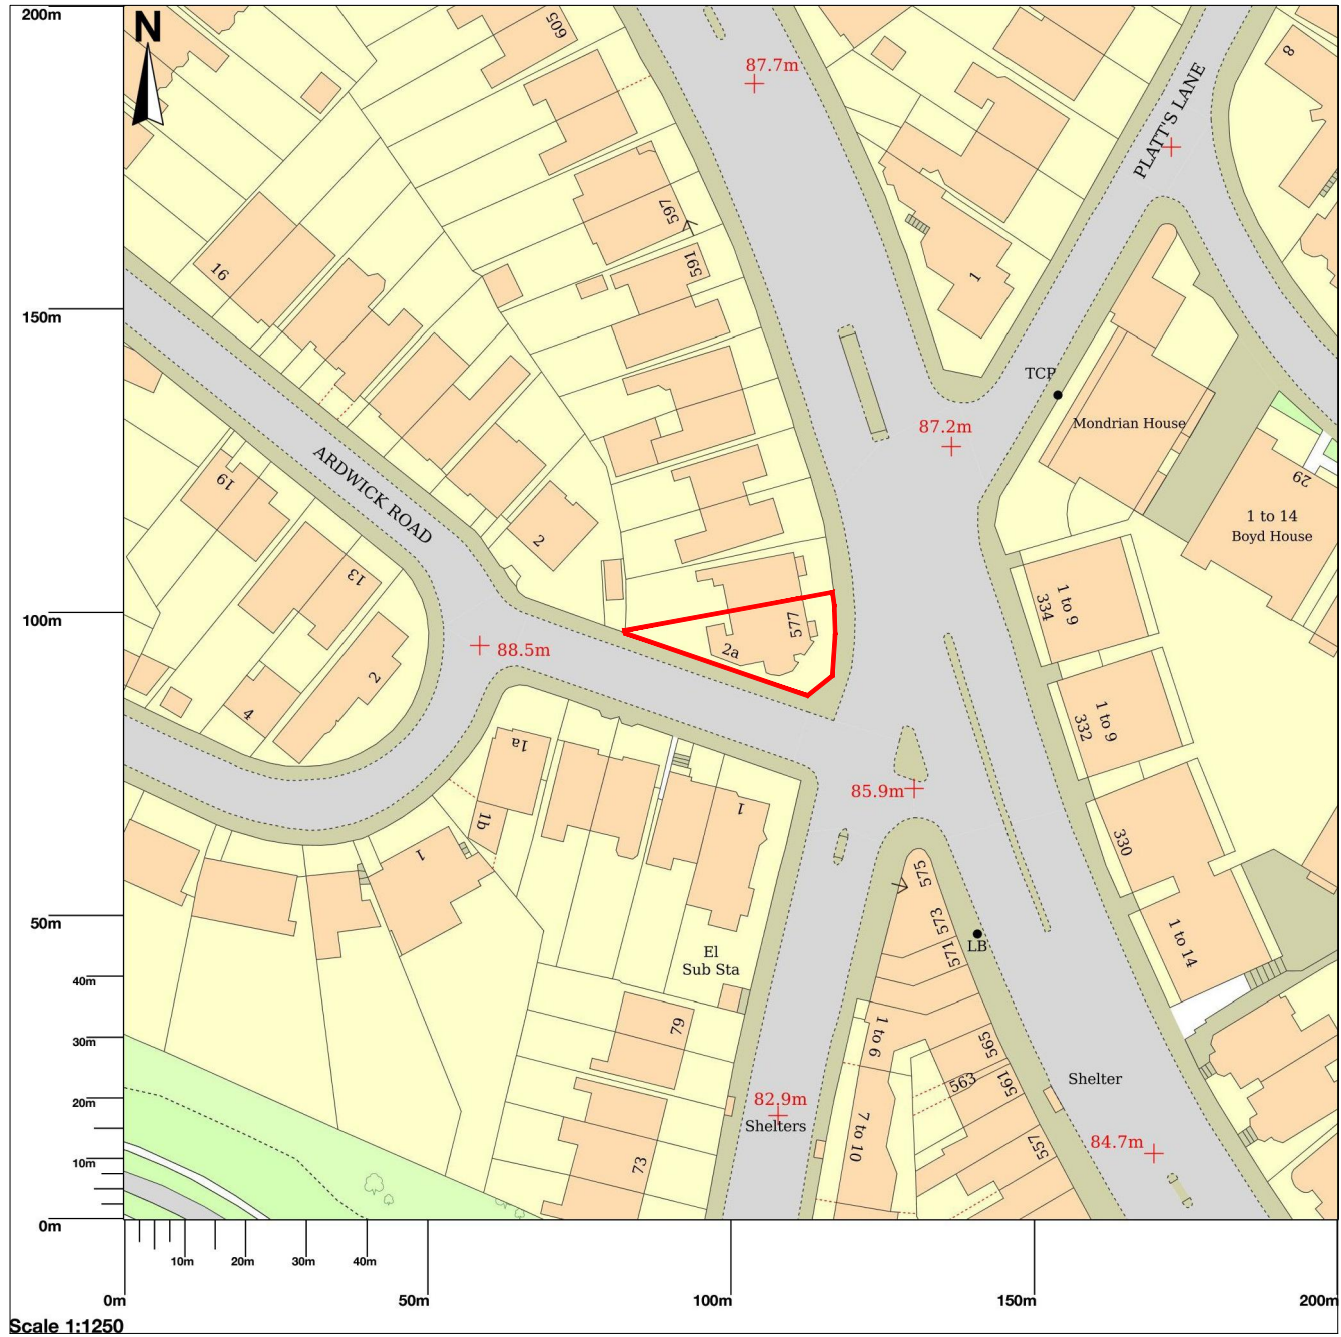 200m
N
605
87.7m
PLATT'S LANE
8
597
591
16
1
150m
TCP
87.2m
Mondrian House
ARDWICK ROAD
19
29
2
1 to 14
Boyd House
13
1 to 9
334
100m
577
2a
88.5m
2
4
1 to 9
332
1a
85.9m
1
1b
330
1
575
573
571
50m
LB
1 to 14
El
Sub Sta
40m
79
1 to 6
565
30m
563
561
Shelter
20m
82.9m
Shelters
84.7m
7 to 10
557
10m
73
0m
10m 20m 30m 40m
0m 50m 100m 150m 200m
Scale 1:1250